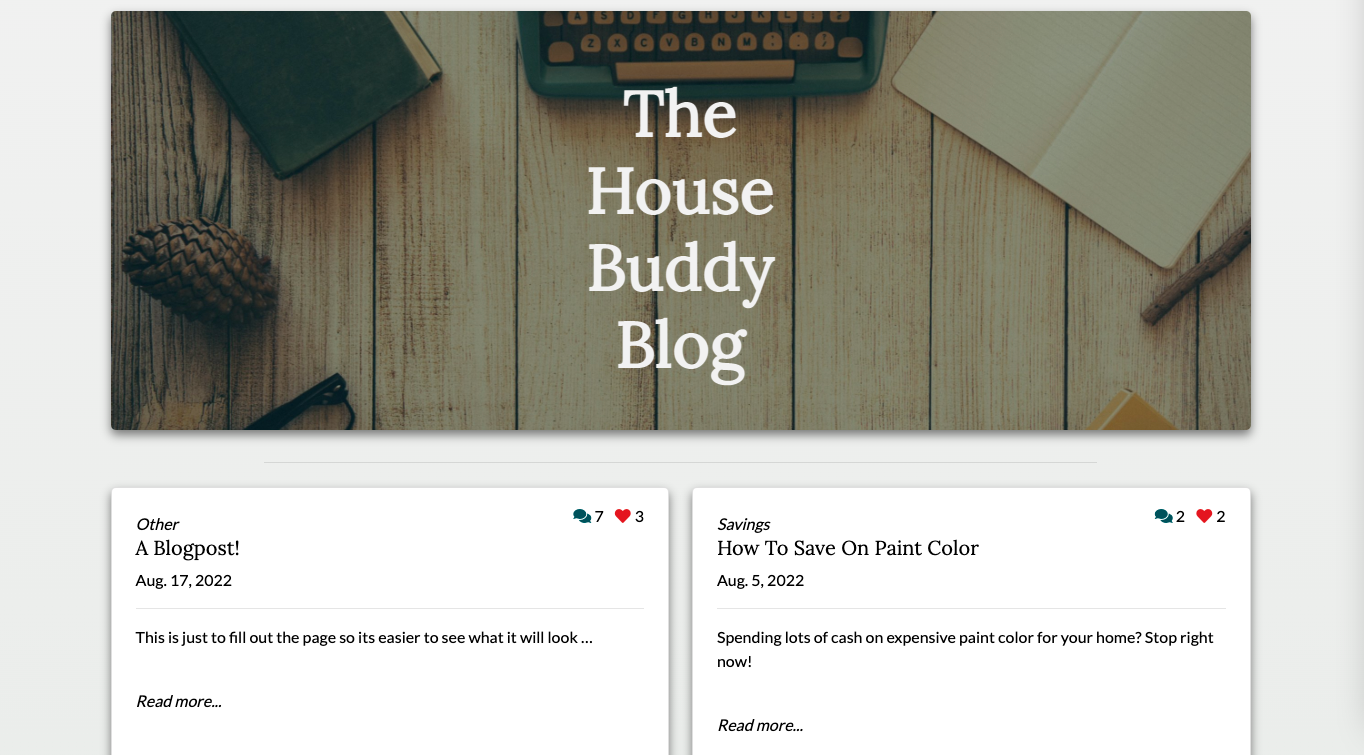 A S D F G H J K L
Z X C V B N M
The
House
Buddy
Blog
Other
7 3
A Blogpost!
Aug. 17, 2022
This is just to fill out the page so its easier to see what it will look ...
Read more...
Savings
2 2
How To Save On Paint Color
Aug. 5, 2022
Spending lots of cash on expensive paint color for your home? Stop right
now!
Read more...